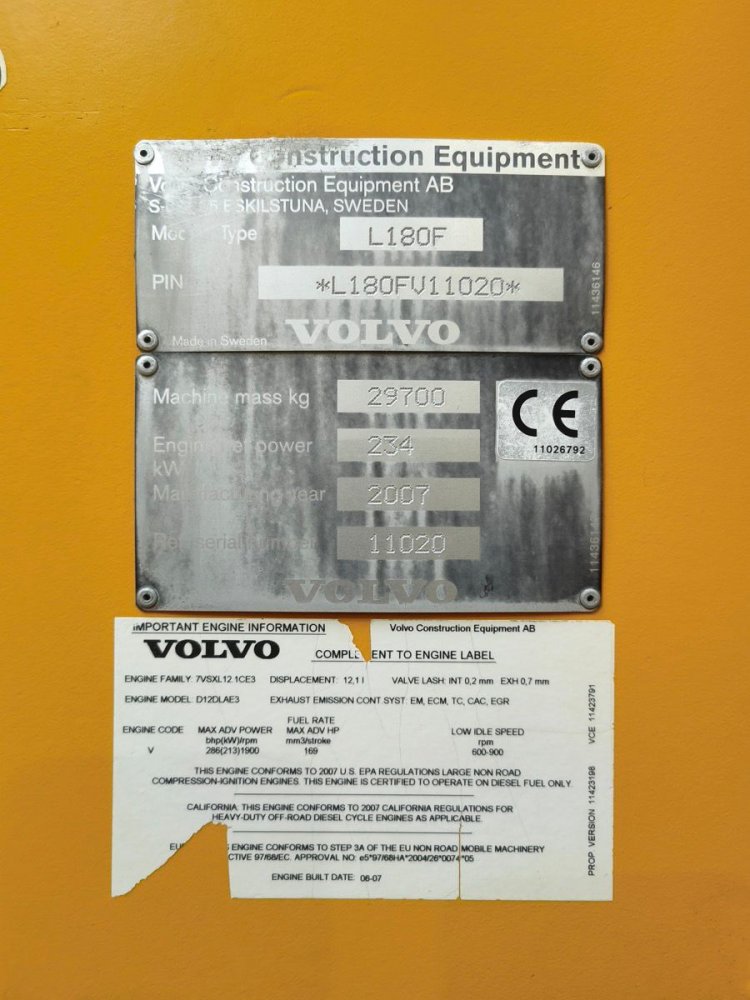 Construction Equipment
Construction Equipment AB
ESKILSTUNA, SWEDEN
Type L180F
PIN *L180FV11020*
11436146
Made in Sweden VOLVO
Machine mass kg 29700
CE
11026792
Engine net power 234
kW
Manufacturing year 2007
serial number 11020
VOLVO
IMPORTANT ENGINE INFORMATION Volvo Construction Equipment AB
VOLVO COMPL ENT TO ENGINE LABEL
ENGINE FAMILY: 7VSXL12.1CE3 DISPLACEMENT: 12,1 l VALVE LASH: INT 0,2 mm EXH 0,7 mm
ENGINE MODEL: D12DLAE3 EXHAUST EMISSION CONT SYST: EM, ECM, TC, CAC, EGR
FUEL RATE
ENGINE CODE MAX ADV POWER MAX ADV HP LOW IDLE SPEED
bhp(kW)/rpm mm3/stroke rpm
V 286(213)1900 169 600-900
THIS ENGINE CONFORMS TO 2007 U.S. EPA REGULATIONS LARGE NON ROAD
COMPRESSION-IGNITION ENGINES. THIS ENGINE IS CERTIFIED TO OPERATE ON DIESEL FUEL ONLY.
CALIFORNIA: THIS ENGINE CONFORMS TO 2007 CALIFORNIA REGULATIONS FOR
HEAVY-DUTY OFF-ROAD DIESEL CYCLE ENGINES AS APPLICABLE.
ENGINE CONFORMS TO STEP 3A OF THE EU NON ROAD MOBILE MACHINERY
ECTIVE 97/68/EC. APPROVAL NO: e5*97/68HA*2004/26*0074*05
ENGINE BUILT DATE: 06-07
PROP VERSION 11423198 VCE 11423791